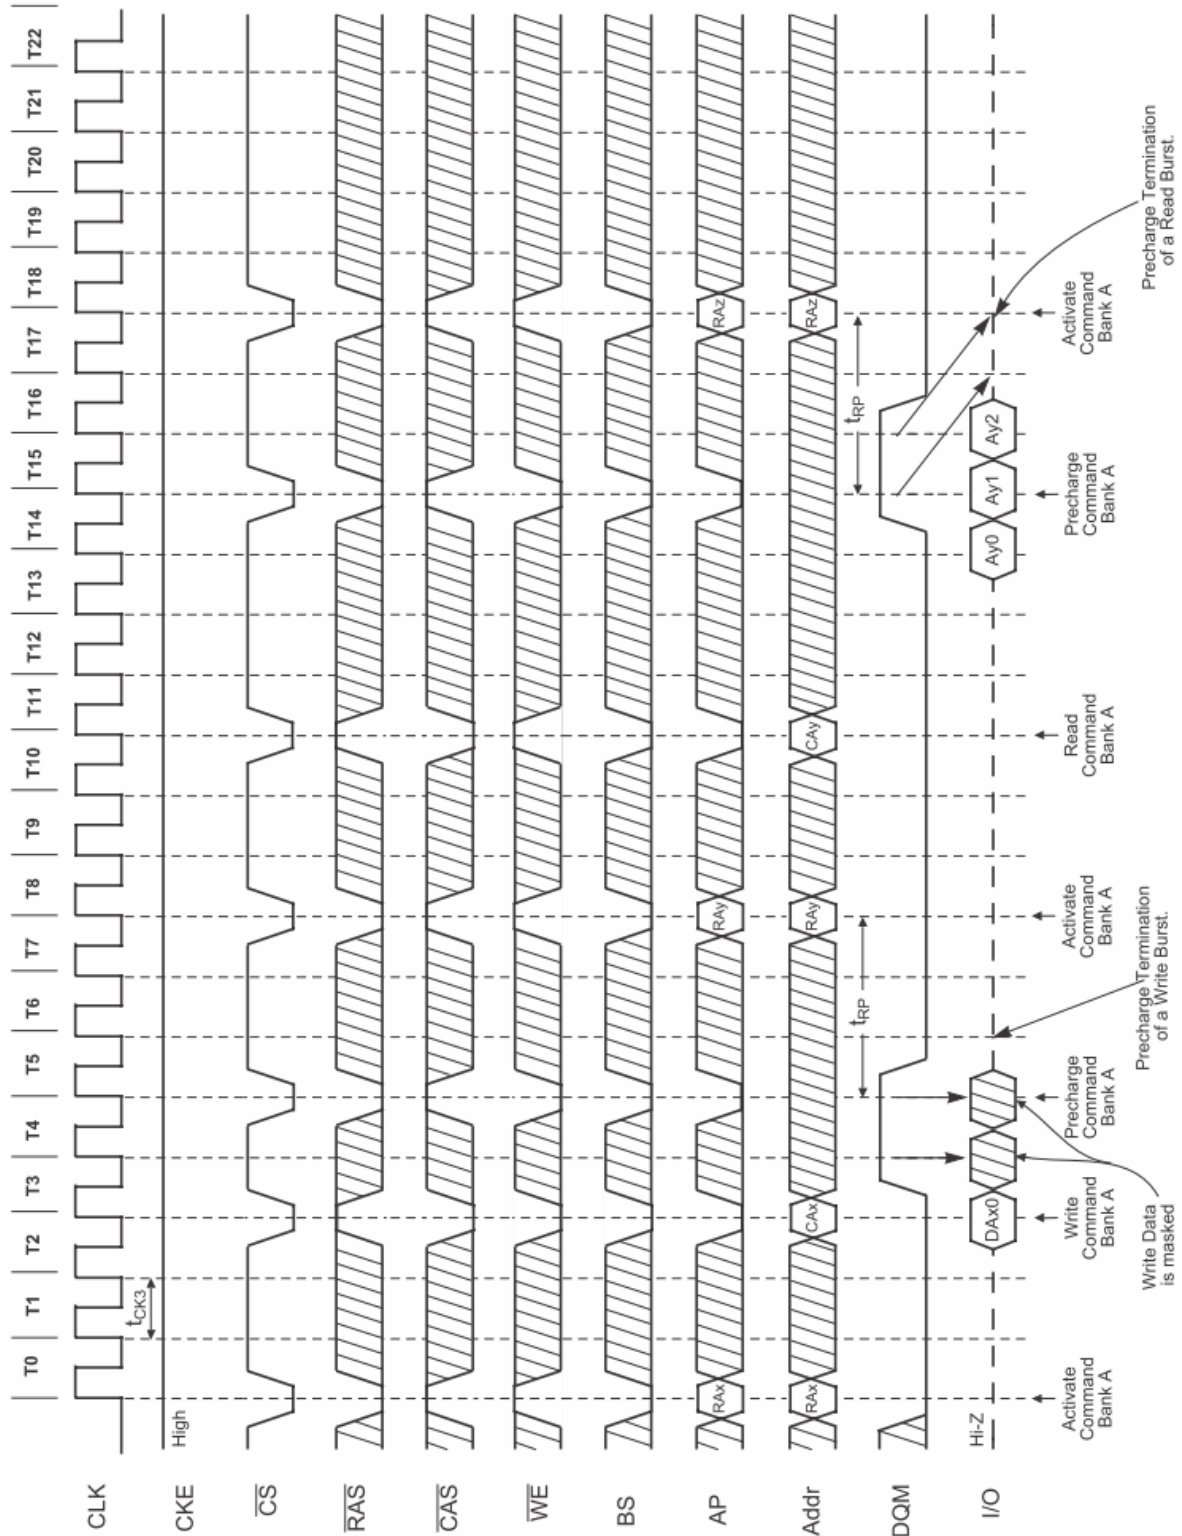 T0 T1 T2 T3 T4 T5 T6 T7 T8 T9 T10 T11 T12 T13 T14 T15 T16 T17 T18 T19 T20 T21 T22
CLK
tCK3
CKE
High
CS
RAS
CAS
WE
BS
AP
RAx RAy RAz
Addr
RAx CAx RAy CAy RAz
tRP tRP
DQM
I/O
Hi-Z
DAx0 Ay0 Ay1 Ay2
Activate
Command
Bank A
Write
Command
Bank A
Precharge
Command
Bank A
Activate
Command
Bank A
Read
Command
Bank A
Precharge
Command
Bank A
Activate
Command
Bank A
Write Data
is masked
Precharge Termination
of a Write Burst.
Precharge Termination
of a Read Burst.